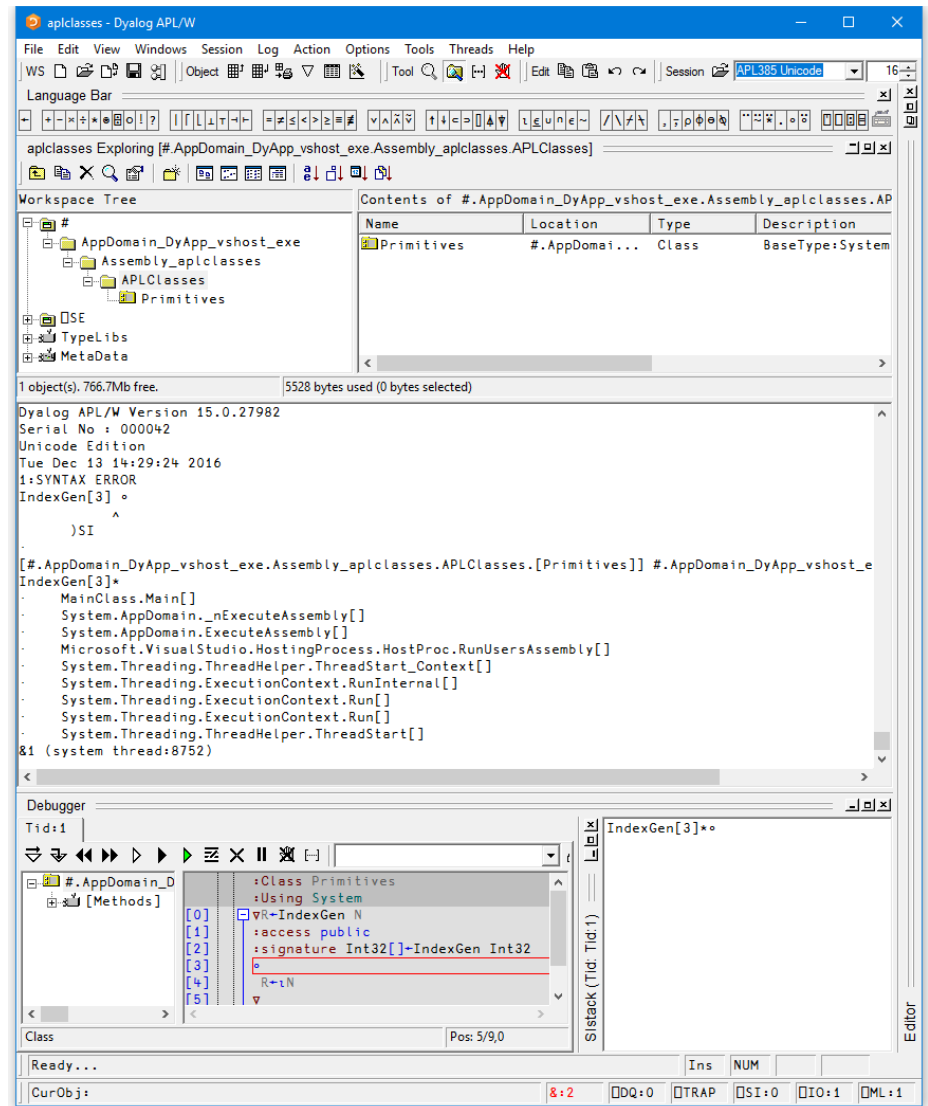 aplclasses - Dyalog APL/W
File Edit View Windows Session Log Action Options Tools Threads Help
WS Object Tool Edit Session APL385 Unicode 16
Language Bar
← + - × ÷ * ⍟ ⌹ ○ ! ? | ⌈ ⌊ ⊥ ⊤ ⊣ ⊢ = ≠ ≤ < > ≥ ≡ ≢ ∨ ∧ ⍲ ⍱ ↑ ↓ ⊂ ⊃ ⌷ ⍋ ⍒ ⍳ ⍷ ∪ ∩ ∊ ~ / \ ⌿ ⍀ , ⍪ ⍴ ⌽ ⊖ ⍉ ¨ ⍨ ⍣ . ∘
aplclasses Exploring [#.AppDomain_DyApp_vshost_exe.Assembly_aplclasses.APLClasses]
Workspace Tree
Contents of #.AppDomain_DyApp_vshost_exe.Assembly_aplclasses.AP
#
AppDomain_DyApp_vshost_exe
Assembly_aplclasses
APLClasses
Primitives
⎕SE
TypeLibs
MetaData
Name Location Type Description
Primitives #.AppDomai... Class BaseType:System
1 object(s). 766.7Mb free.
5528 bytes used (0 bytes selected)
Dyalog APL/W Version 15.0.27982
Serial No : 000042
Unicode Edition
Tue Dec 13 14:29:24 2016
1:SYNTAX ERROR
IndexGen[3] ∘
^
)SI
·
[#.AppDomain_DyApp_vshost_exe.Assembly_aplclasses.APLClasses.[Primitives]] #.AppDomain_DyApp_vshost_e
IndexGen[3]*
· MainClass.Main[]
· System.AppDomain._nExecuteAssembly[]
· System.AppDomain.ExecuteAssembly[]
· Microsoft.VisualStudio.HostingProcess.HostProc.RunUsersAssembly[]
· System.Threading.ThreadHelper.ThreadStart_Context[]
· System.Threading.ExecutionContext.RunInternal[]
· System.Threading.ExecutionContext.Run[]
· System.Threading.ExecutionContext.Run[]
· System.Threading.ThreadHelper.ThreadStart[]
&1 (system thread:8752)
Debugger
Tid:1
#.AppDomain_D
[Methods]
:Class Primitives
:Using System
[0] ∇R←IndexGen N
[1] :access public
[2] :signature Int32[]←IndexGen Int32
[3] ∘
[4] R←⍳N
[5] ∇
Class
Pos: 5/9,0
SIstack (Tid: Tid:1)
IndexGen[3]*∘
Editor
Ready... Ins NUM
CurObj: &:2 ⎕DQ:0 ⎕TRAP ⎕SI:0 ⎕IO:1 ⎕ML:1